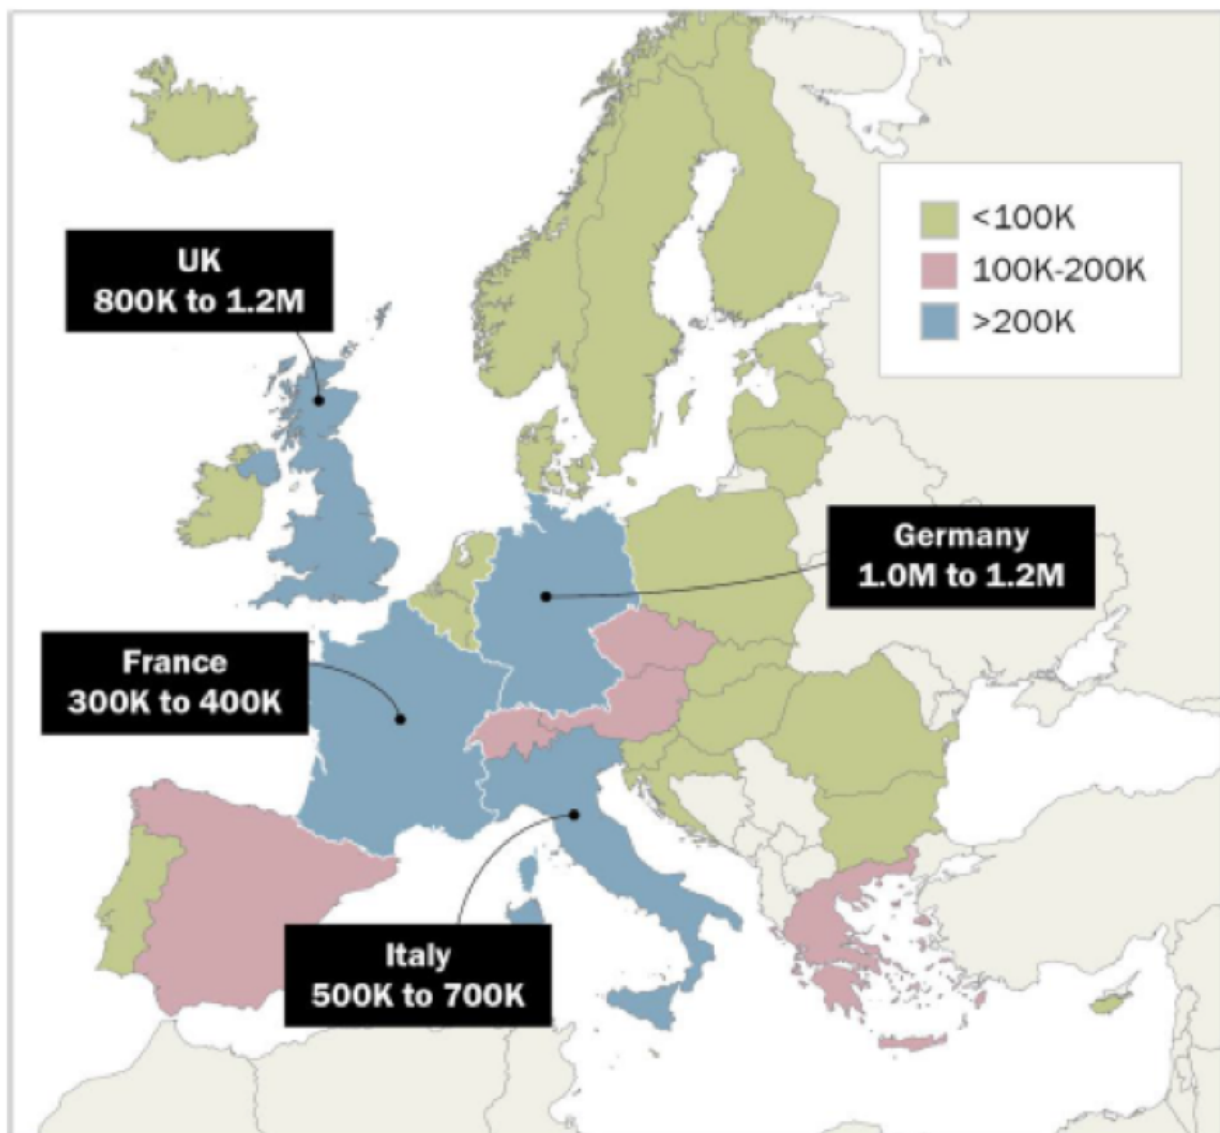 <100K
100K-200K
>200K
UK
800K to 1.2M
Germany
1.0M to 1.2M
France
300K to 400K
Italy
500K to 700K